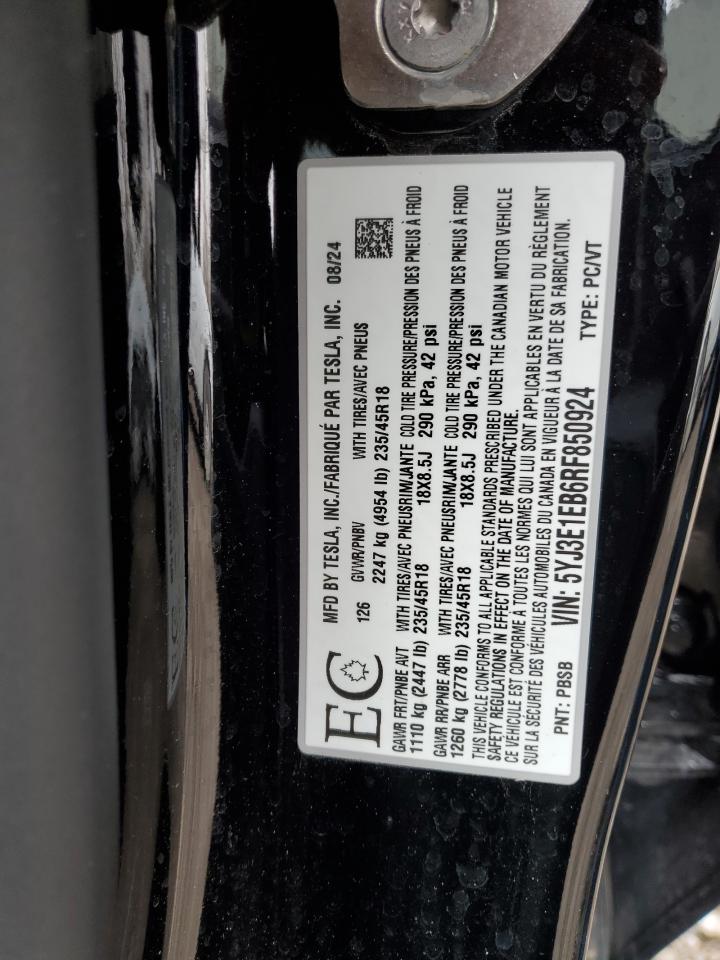 EC
MFD BY TESLA, INC./FABRIQUÉ PAR TESLA, INC. 08/24
126 GVWR/PNBV WITH TIRES/AVEC PNEUS
2247 kg (4954 lb) 235/45R18
GAWR FRT/PNBE AVT WITH TIRES/AVEC PNEUS RIM/JANTE COLD TIRE PRESSURE/PRESSION DES PNEUS À FROID
1110 kg (2447 lb) 235/45R18 18X8.5J 290 kPa, 42 psi
GAWR RR/PNBE ARR WITH TIRES/AVEC PNEUS RIM/JANTE COLD TIRE PRESSURE/PRESSION DES PNEUS À FROID
1260 kg (2778 lb) 235/45R18 18X8.5J 290 kPa, 42 psi
THIS VEHICLE CONFORMS TO ALL APPLICABLE STANDARDS PRESCRIBED UNDER THE CANADIAN MOTOR VEHICLE
SAFETY REGULATIONS IN EFFECT ON THE DATE OF MANUFACTURE.
CE VÉHICULE EST CONFORME À TOUTES LES NORMES QUI LUI SONT APPLICABLES EN VERTU DU RÈGLEMENT
SUR LA SÉCURITÉ DES VÉHICULES AUTOMOBILES DU CANADA EN VIGUEUR À LA DATE DE SA FABRICATION.
PNT: PBSB VIN: 5YJ3E1EB6RF850924 TYPE: PC/VT